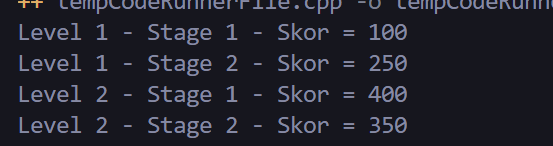 ++ tempCodeRunnerFile.cpp -o tempCodeRunne
Level 1 - Stage 1 - Skor = 100
Level 1 - Stage 2 - Skor = 250
Level 2 - Stage 1 - Skor = 400
Level 2 - Stage 2 - Skor = 350